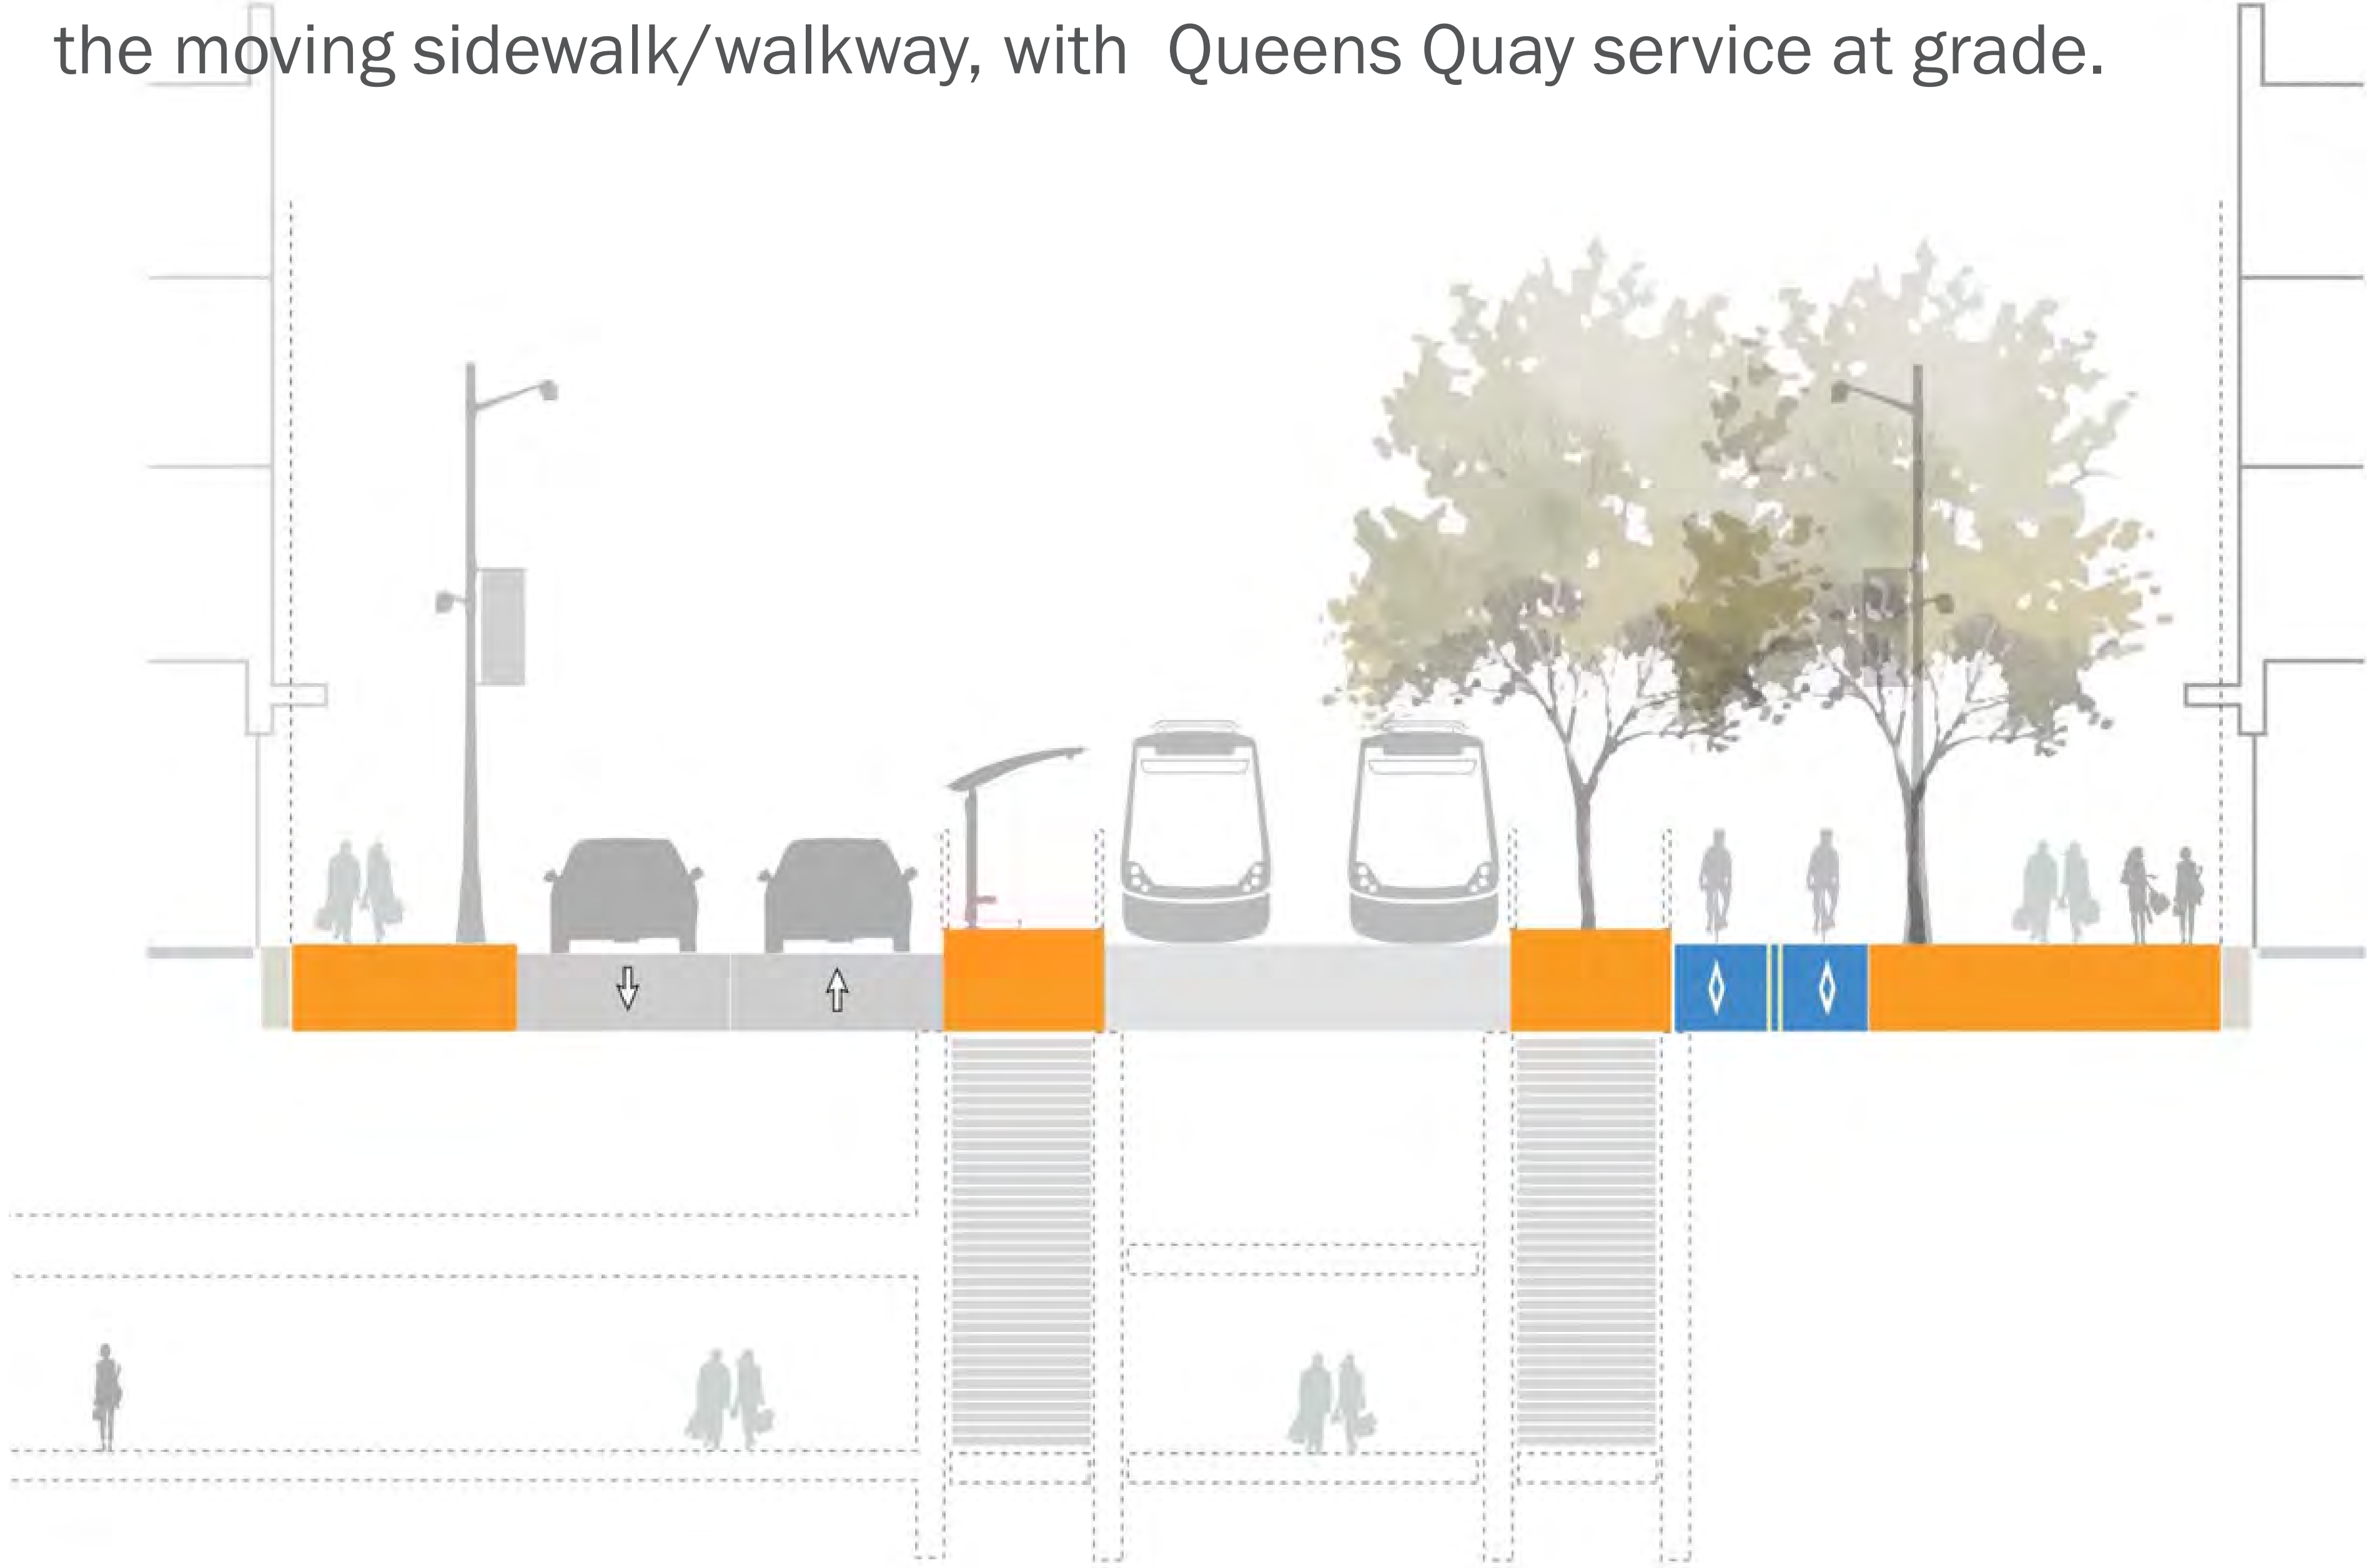 the moving sidewalk/walkway, with Queens Quay service at grade.